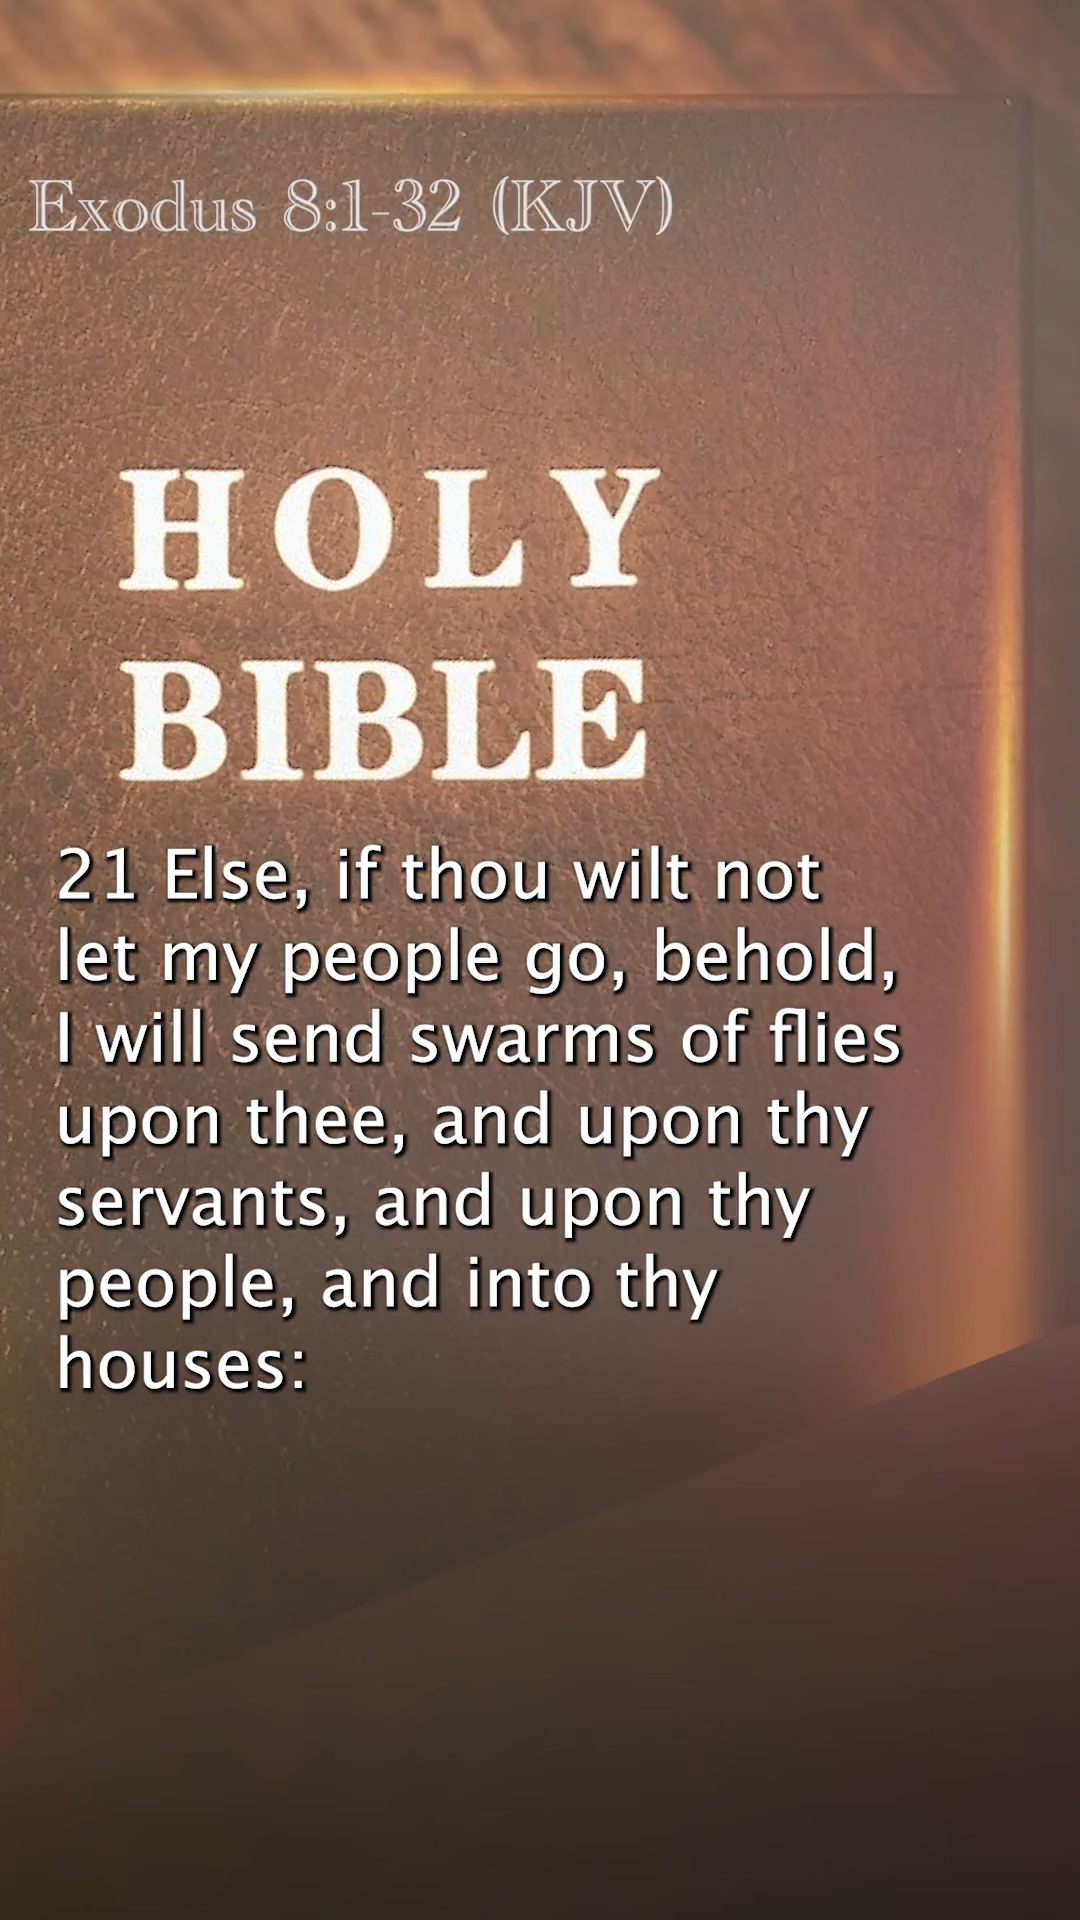 Exodus 8:1-32 (KJV)
HOLY
BIBLE
21 Else, if thou wilt not
let my people go, behold,
I will send swarms of flies
upon thee, and upon thy
servants, and upon thy
people, and into thy
houses: